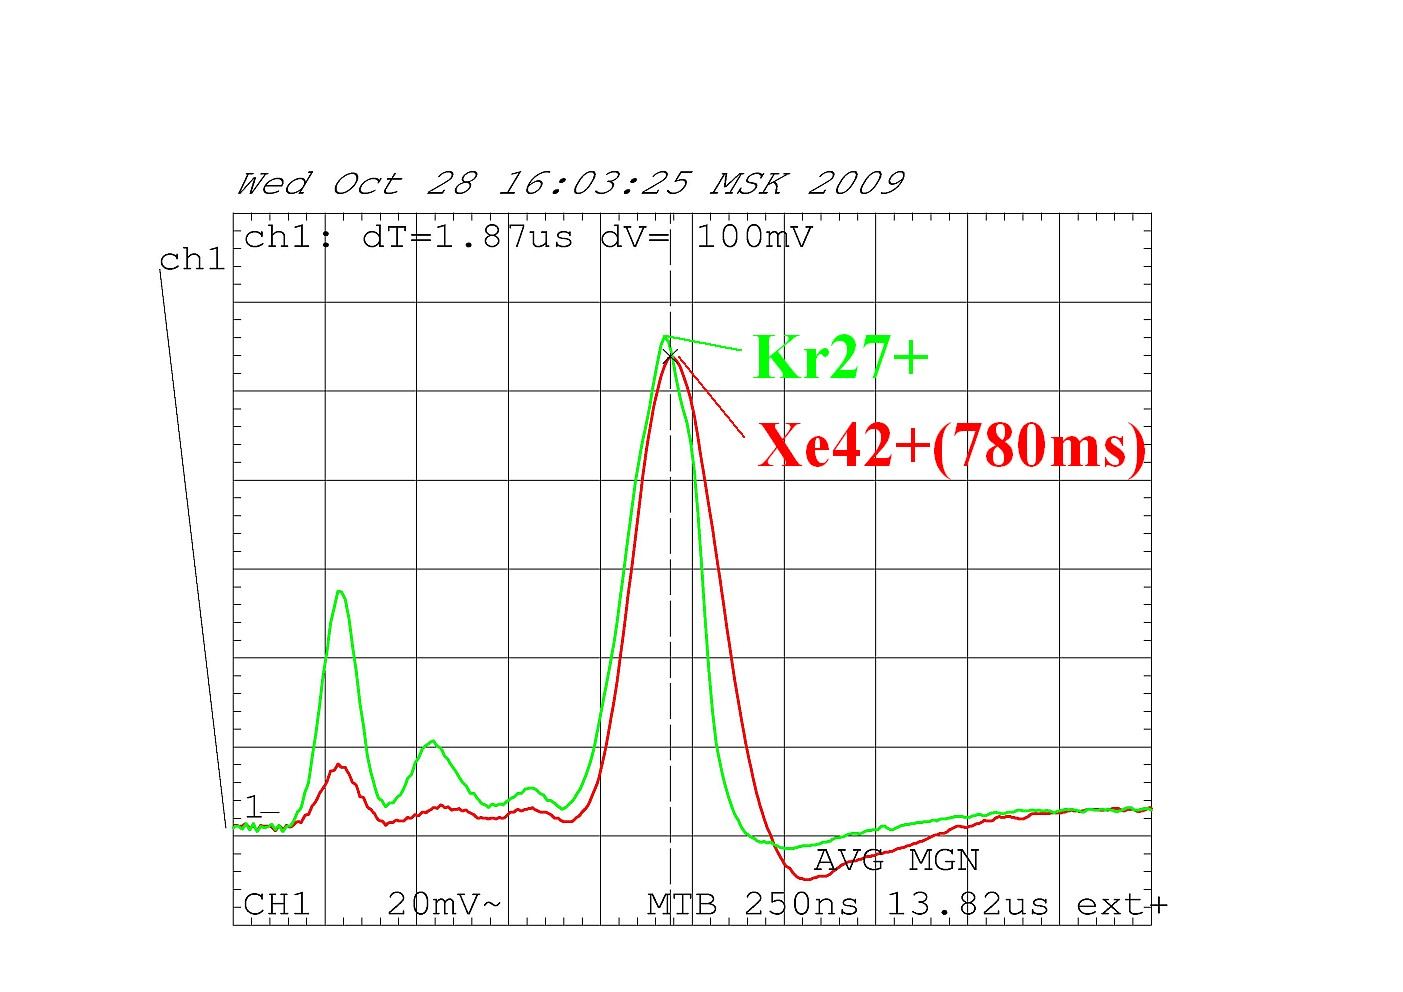 Wed Oct 28 16:03:25 MSK 2009
ch1: dT=1.87us dV= 100mV
ch1
Kr27+
Xe42+(780ms)
1
AVG MGN
CH1 20mV~ MTB 250ns 13.82us ext+